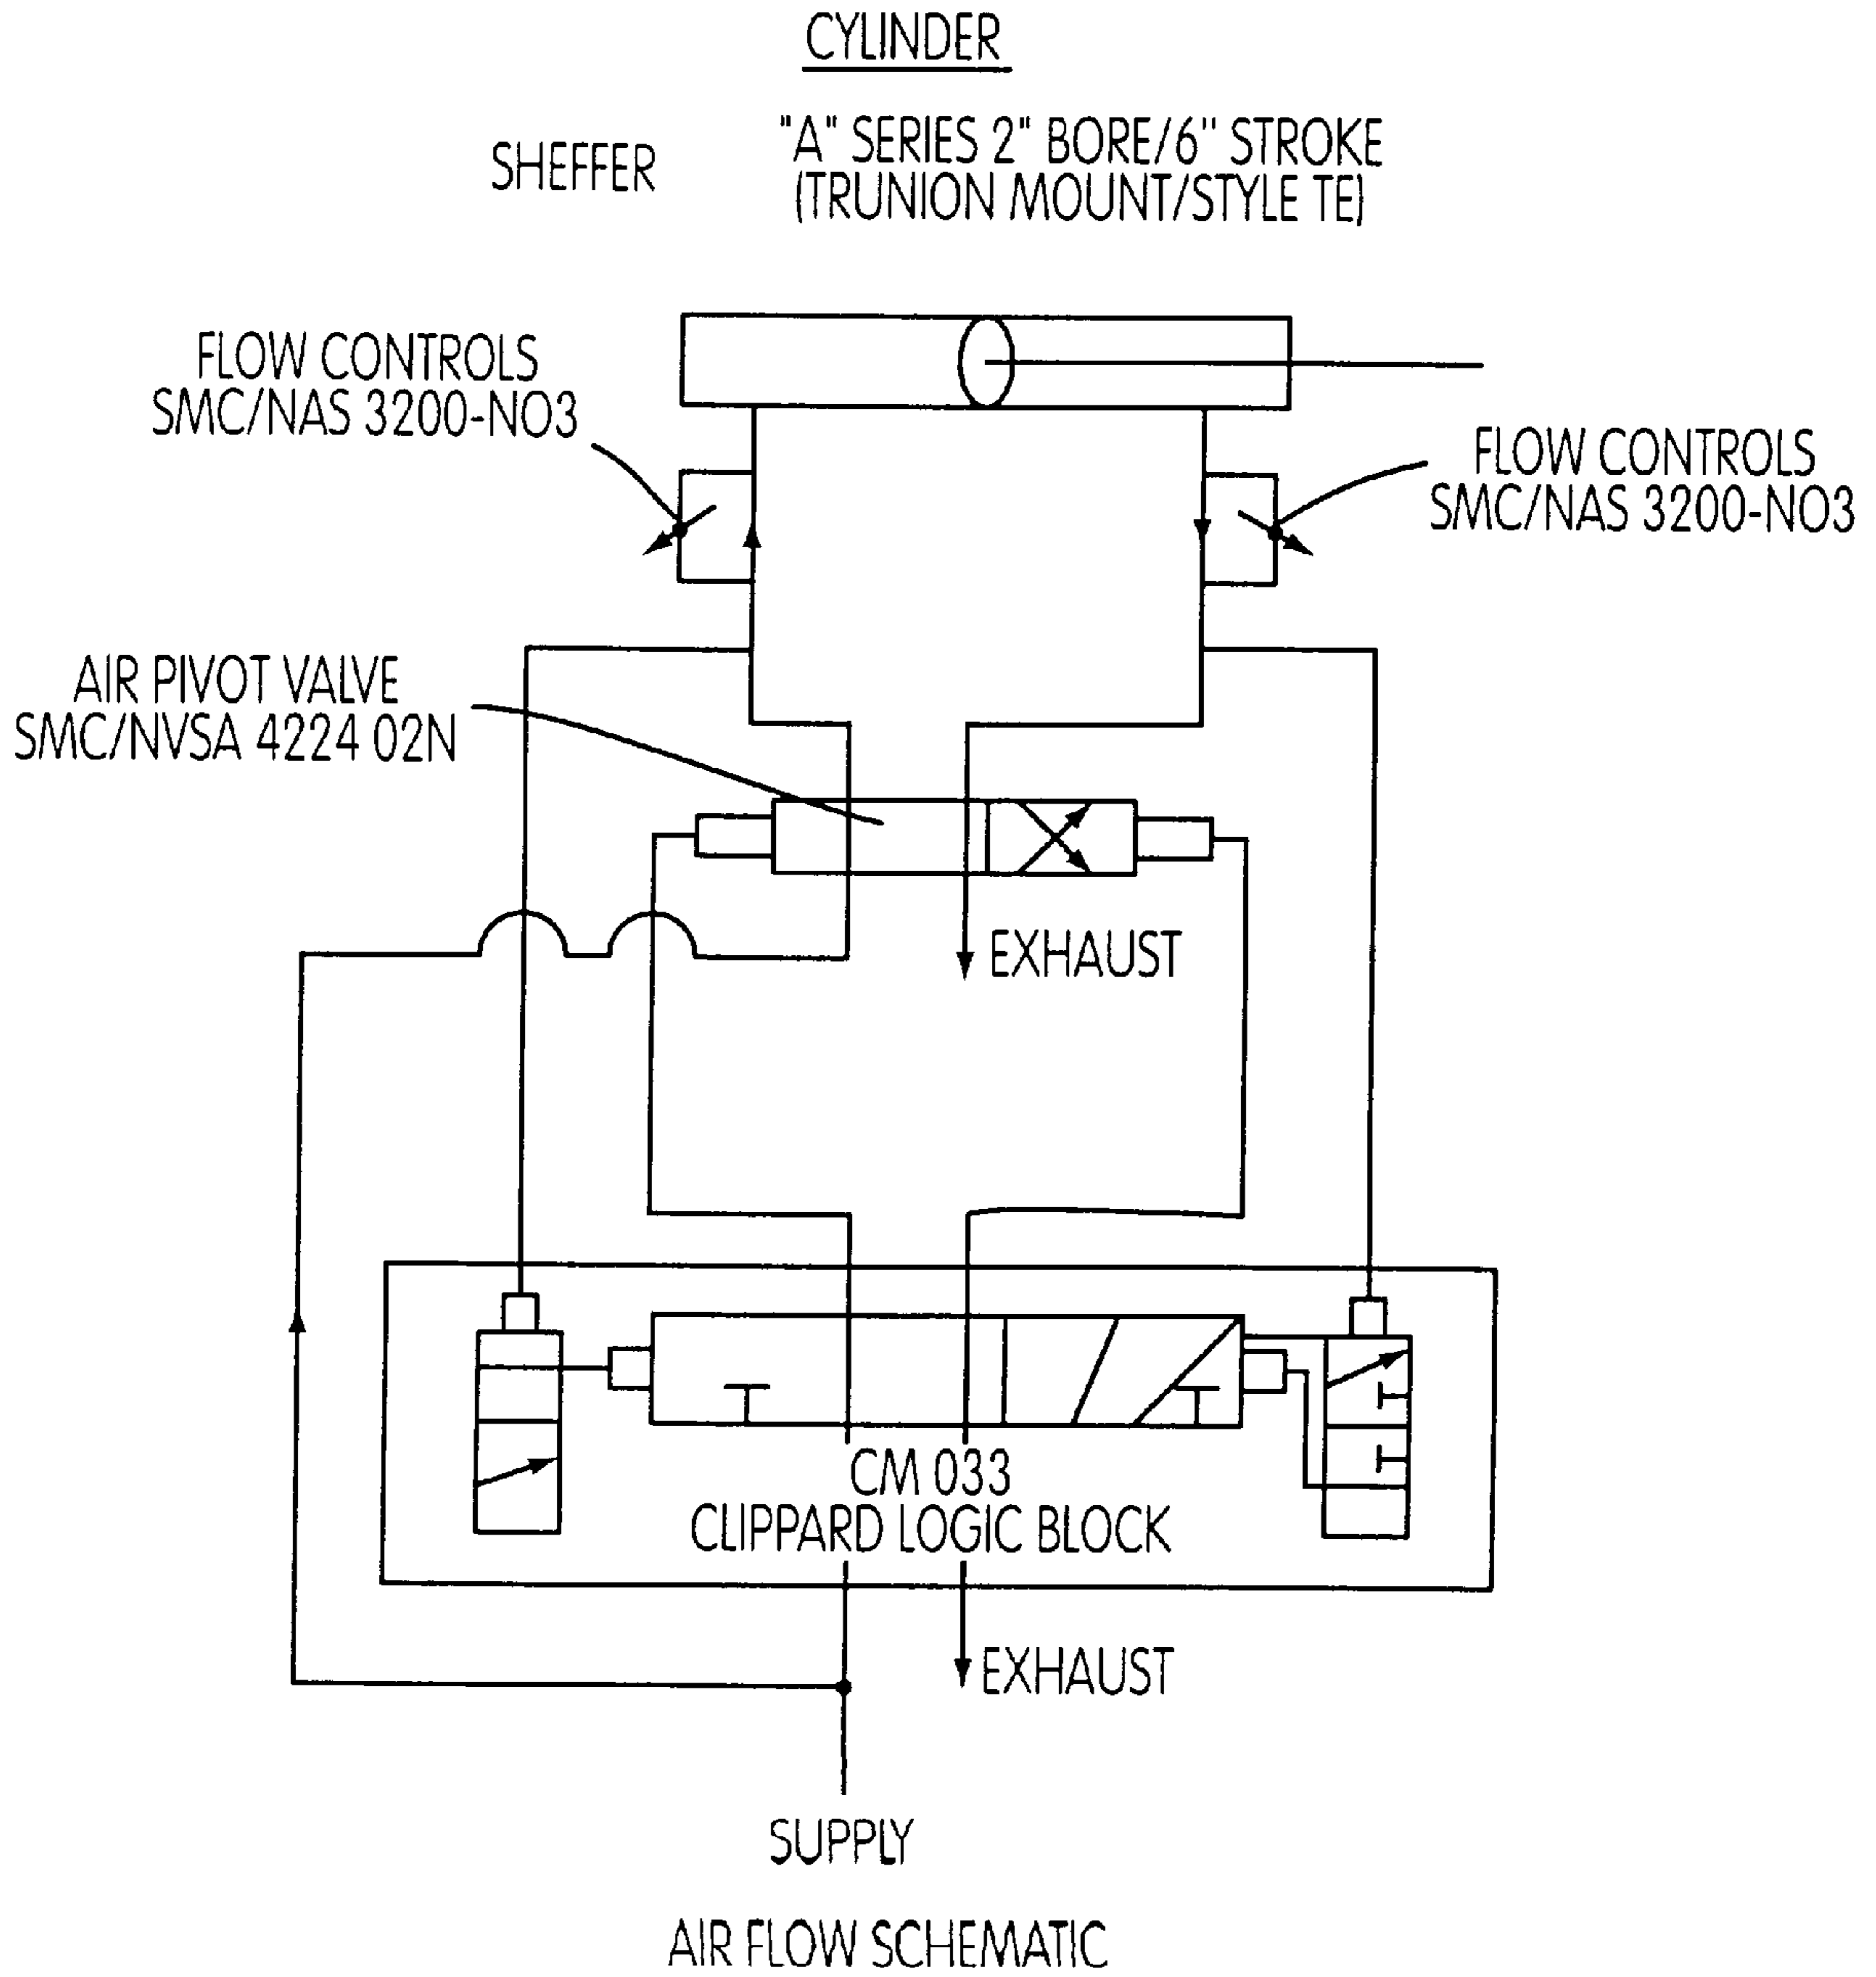 CYLINDER
SHEFFER
"A" SERIES 2" BORE/6" STROKE
(TRUNION MOUNT/STYLE TE)
FLOW CONTROLS
SMC/NAS 3200-NO3
FLOW CONTROLS
SMC/NAS 3200-NO3
AIR PIVOT VALVE
SMC/NVSA 4224 02N
EXHAUST
CM 033
CLIPPARD LOGIC BLOCK
EXHAUST
SUPPLY
AIR FLOW SCHEMATIC